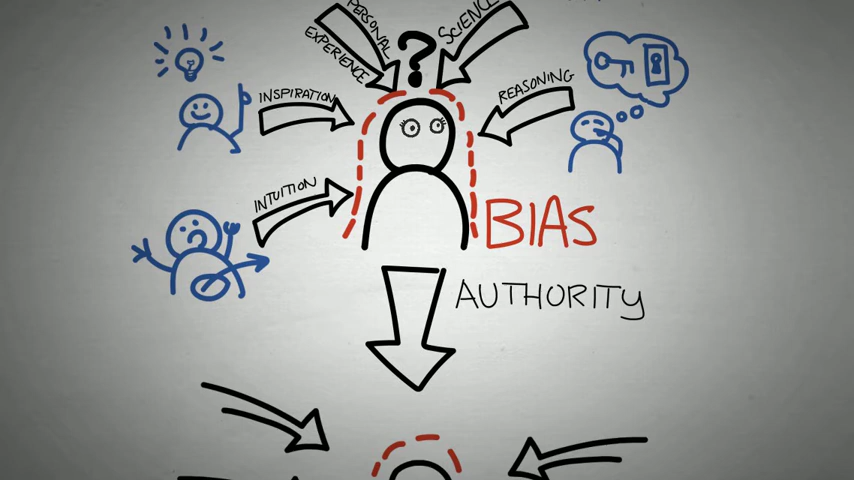 PERSONAL
EXPERIENCE
?
SCIENCE
INSPIRATION
REASONING
INTUITION
BIAS
AUTHORITY